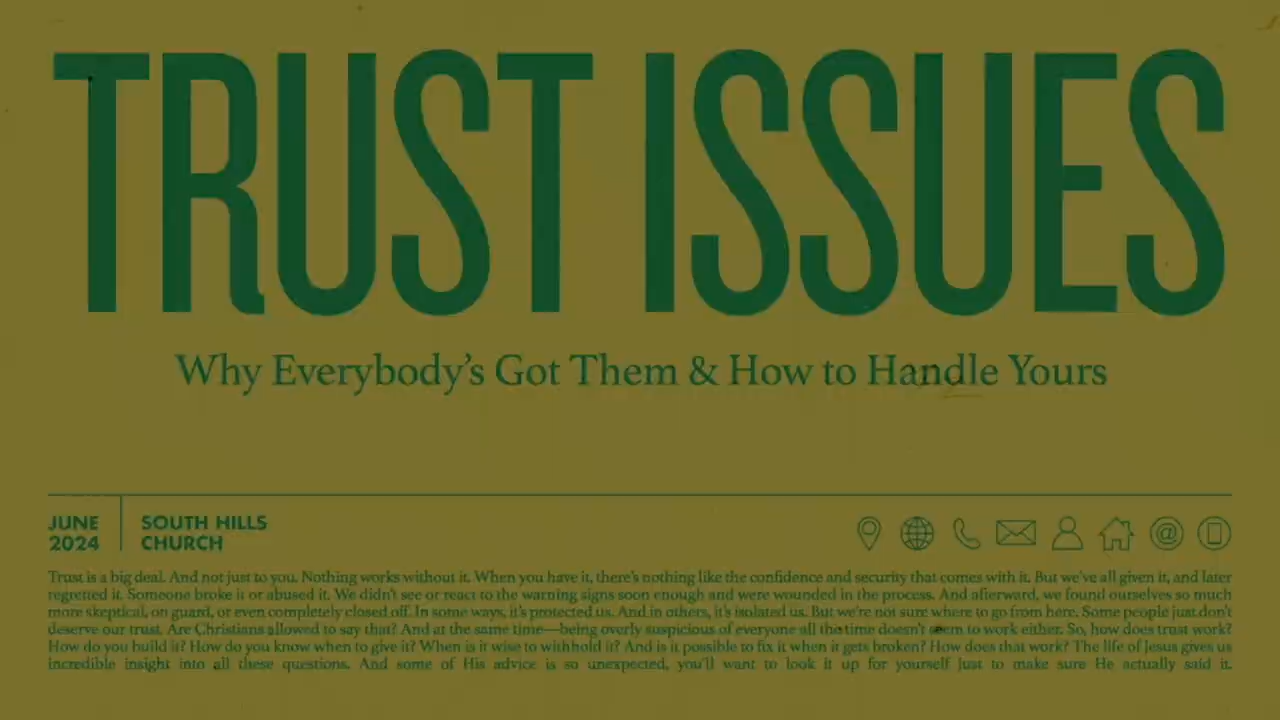 TRUST ISSUES
Why Everybody's Got Them & How to Handle Yours
JUNE
2024
SOUTH HILLS
CHURCH
Trust is a big deal. And not just to you. Nothing works without it. When you have it, there's nothing like the confidence and security that comes with it. But we've all given it, and later
regretted it. Someone broke it or abused it. We didn't see or react to the warning signs soon enough and were wounded in the process. And afterward, we found ourselves so much
more skeptical, on guard, or even completely closed off. In some ways, it's protected us. And in others, it's isolated us. But we're not sure where to go from here. Some people just don't
deserve our trust. Are Christians allowed to say that? And at the same time—being overly suspicious of everyone all the time doesn't seem to work either. So, how does trust work?
How do you build it? How do you know when to give it? When is it wise to withhold it? And is it possible to fix it when it gets broken? How does that work? The life of Jesus gives us
incredible insight into all these questions. And some of His advice is so unexpected, you'll want to look it up for yourself just to make sure He actually said it.